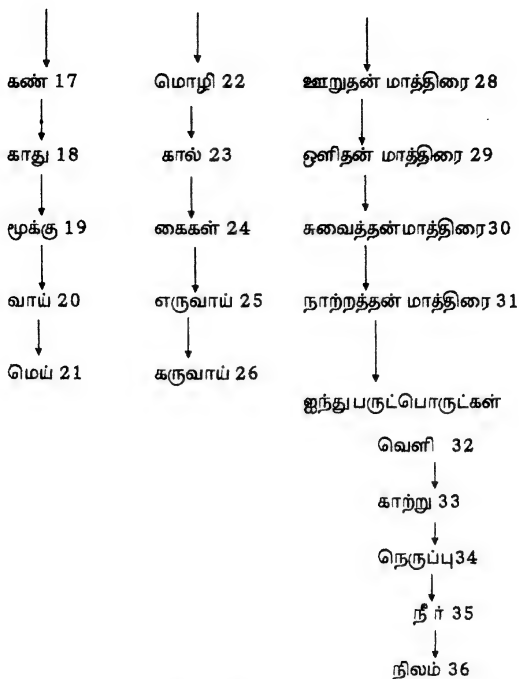 கண் 17 மொழி 22 ஊறுதன் மாத்திரை 28
காது 18 கால் 23 ஒளிதன் மாத்திரை 29
மூக்கு 19 கைகள் 24 சுவைத்தன்மாத்திரை 30
வாய் 20 எருவாய் 25 நாற்றத்தன் மாத்திரை 31
மெய் 21 கருவாய் 26
ஐந்து பருட்பொருட்கள்
வெளி 32
காற்று 33
நெருப்பு 34
நீர் 35
நிலம் 36